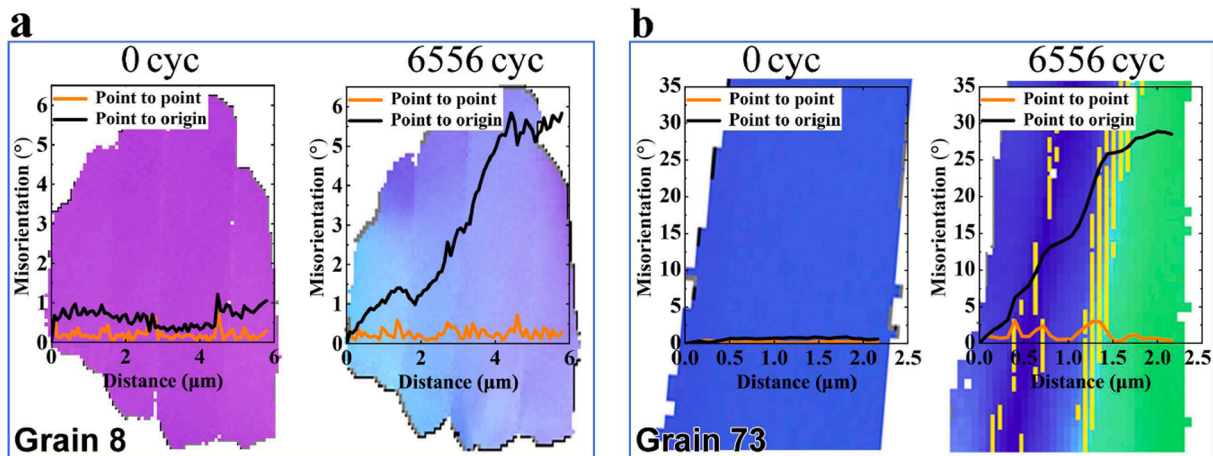 a
0 cyc
Point to point
Point to origin
Misorientation (°)
6
5
4
3
2
1
0
0 2 4 6
Distance (μm)
Grain 8
6556 cyc
Point to point
Point to origin
Misorientation (°)
6
5
4
3
2
1
0
0 2 4 6
Distance (μm)
b
0 cyc
Point to point
Point to origin
Misorientation (°)
35
30
25
20
15
10
5
0
0.0 0.5 1.0 1.5 2.0 2.5
Distance (μm)
Grain 73
6556 cyc
Point to point
Point to origin
Misorientation (°)
35
30
25
20
15
10
5
0
0.0 0.5 1.0 1.5 2.0 2.5
Distance (μm)